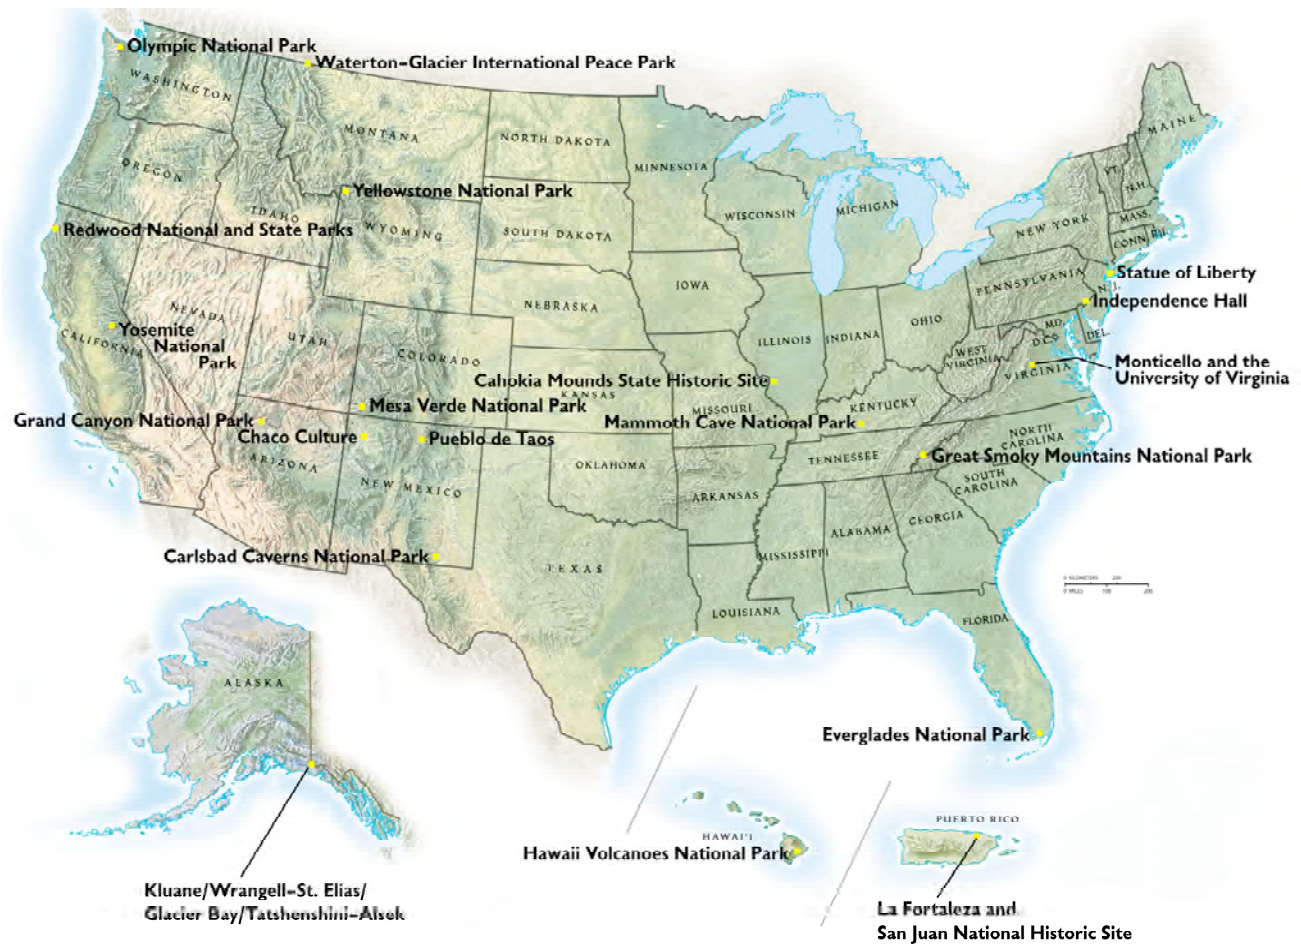 Olympic National Park
Waterton-Glacier International Peace Park
WASHINGTON
MONTANA
NORTH DAKOTA
MINNESOTA
MAINE
OREGON
IDAHO
Yellowstone National Park
WYOMING
SOUTH DAKOTA
WISCONSIN
MICHIGAN
VT.
N.H.
MASS.
CONN.
R.I.
NEW YORK
Redwood National and State Parks
Statue of Liberty
PENNSYLVANIA
N.J.
Independence Hall
NEVADA
UTAH
NEBRASKA
IOWA
ILLINOIS
INDIANA
OHIO
MD.
D.C.
DEL.
CALIFORNIA
Yosemite
National
Park
COLORADO
WEST
VIRGINIA
VIRGINIA
Monticello and the
University of Virginia
Cahokia Mounds State Historic Site
KANSAS
MISSOURI
KENTUCKY
Mesa Verde National Park
Mammoth Cave National Park
Grand Canyon National Park
Chaco Culture
Pueblo de Taos
NORTH
CAROLINA
TENNESSEE
Great Smoky Mountains National Park
ARIZONA
NEW MEXICO
OKLAHOMA
ARKANSAS
SOUTH
CAROLINA
ALABAMA
GEORGIA
MISSISSIPPI
Carlsbad Caverns National Park
TEXAS
LOUISIANA
FLORIDA
0 KILOMETERS 200
0 MILES 100 200
ALASKA
Everglades National Park
HAWAI'I
Hawaii Volcanoes National Park
PUERTO RICO
Kluane/Wrangell-St. Elias/
Glacier Bay/Tatshenshini-Alsek
La Fortaleza and
San Juan National Historic Site